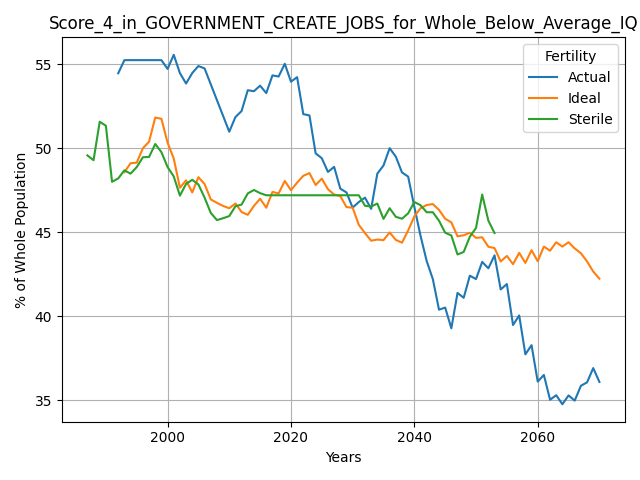 Score_4_in_GOVERNMENT_CREATE_JOBS_for_Whole_Below_Average_IQ
Fertility
Actual
Ideal
Sterile
% of Whole Population
55
50
45
40
35
2000 2020 2040 2060
Years